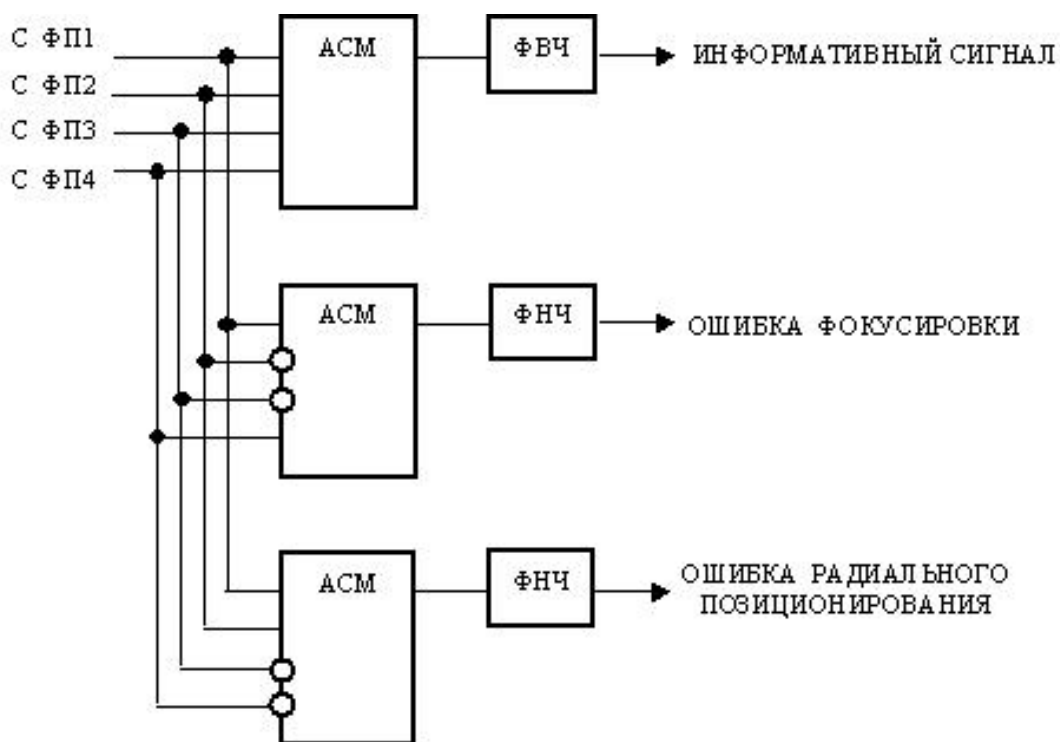 С ФП1
С ФП2
С ФП3
С ФП4
АСМ
ФВЧ
ИНФОРМАТИВНЫЙ СИГНАЛ
АСМ
ФНЧ
ОШИБКА ФОКУСИРОВКИ
АСМ
ФНЧ
ОШИБКА РАДИАЛЬНОГО
ПОЗИЦИОНИРОВАНИЯ